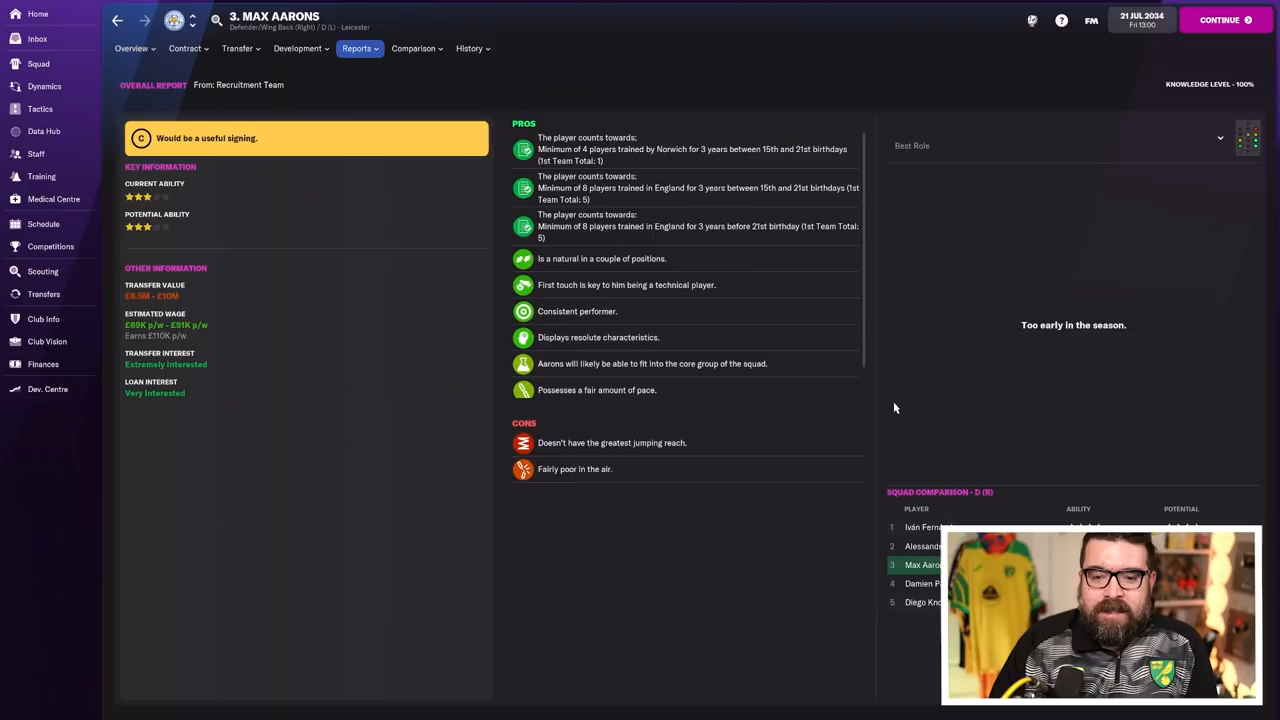 3. MAX AARONS
Defender/Wing Back (Right) / D (L) - Leicester
FM
21 JUL 2034
Fri 13:00
CONTINUE
Home
Inbox
Squad
Dynamics
Tactics
Data Hub
Staff
Training
Medical Centre
Schedule
Competitions
Scouting
Transfers
Club Info
Club Vision
Finances
Dev. Centre
Overview
Contract
Transfer
Development
Reports
Comparison
History
OVERALL REPORT From: Recruitment Team
KNOWLEDGE LEVEL - 100%
C Would be a useful signing.
KEY INFORMATION
CURRENT ABILITY
POTENTIAL ABILITY
OTHER INFORMATION
TRANSFER VALUE
£8.5M - £10M
ESTIMATED WAGE
£69K p/w - £91K p/w
Earns £110K p/w
TRANSFER INTEREST
Extremely Interested
LOAN INTEREST
Very Interested
PROS
The player counts towards:
Minimum of 4 players trained by Norwich for 3 years between 15th and 21st birthdays
(1st Team Total: 1)
The player counts towards:
Minimum of 8 players trained in England for 3 years between 15th and 21st birthdays (1st
Team Total: 5)
The player counts towards:
Minimum of 8 players trained in England for 3 years before 21st birthday (1st Team Total:
5)
Is a natural in a couple of positions.
First touch is key to him being a technical player.
Consistent performer.
Displays resolute characteristics.
Aarons will likely be able to fit into the core group of the squad.
Possesses a fair amount of pace.
CONS
Doesn't have the greatest jumping reach.
Fairly poor in the air.
Best Role
Too early in the season.
SQUAD COMPARISON - D (R)
PLAYER ABILITY POTENTIAL
1 Iván
2
3 Max
4 Damien
5 Diego